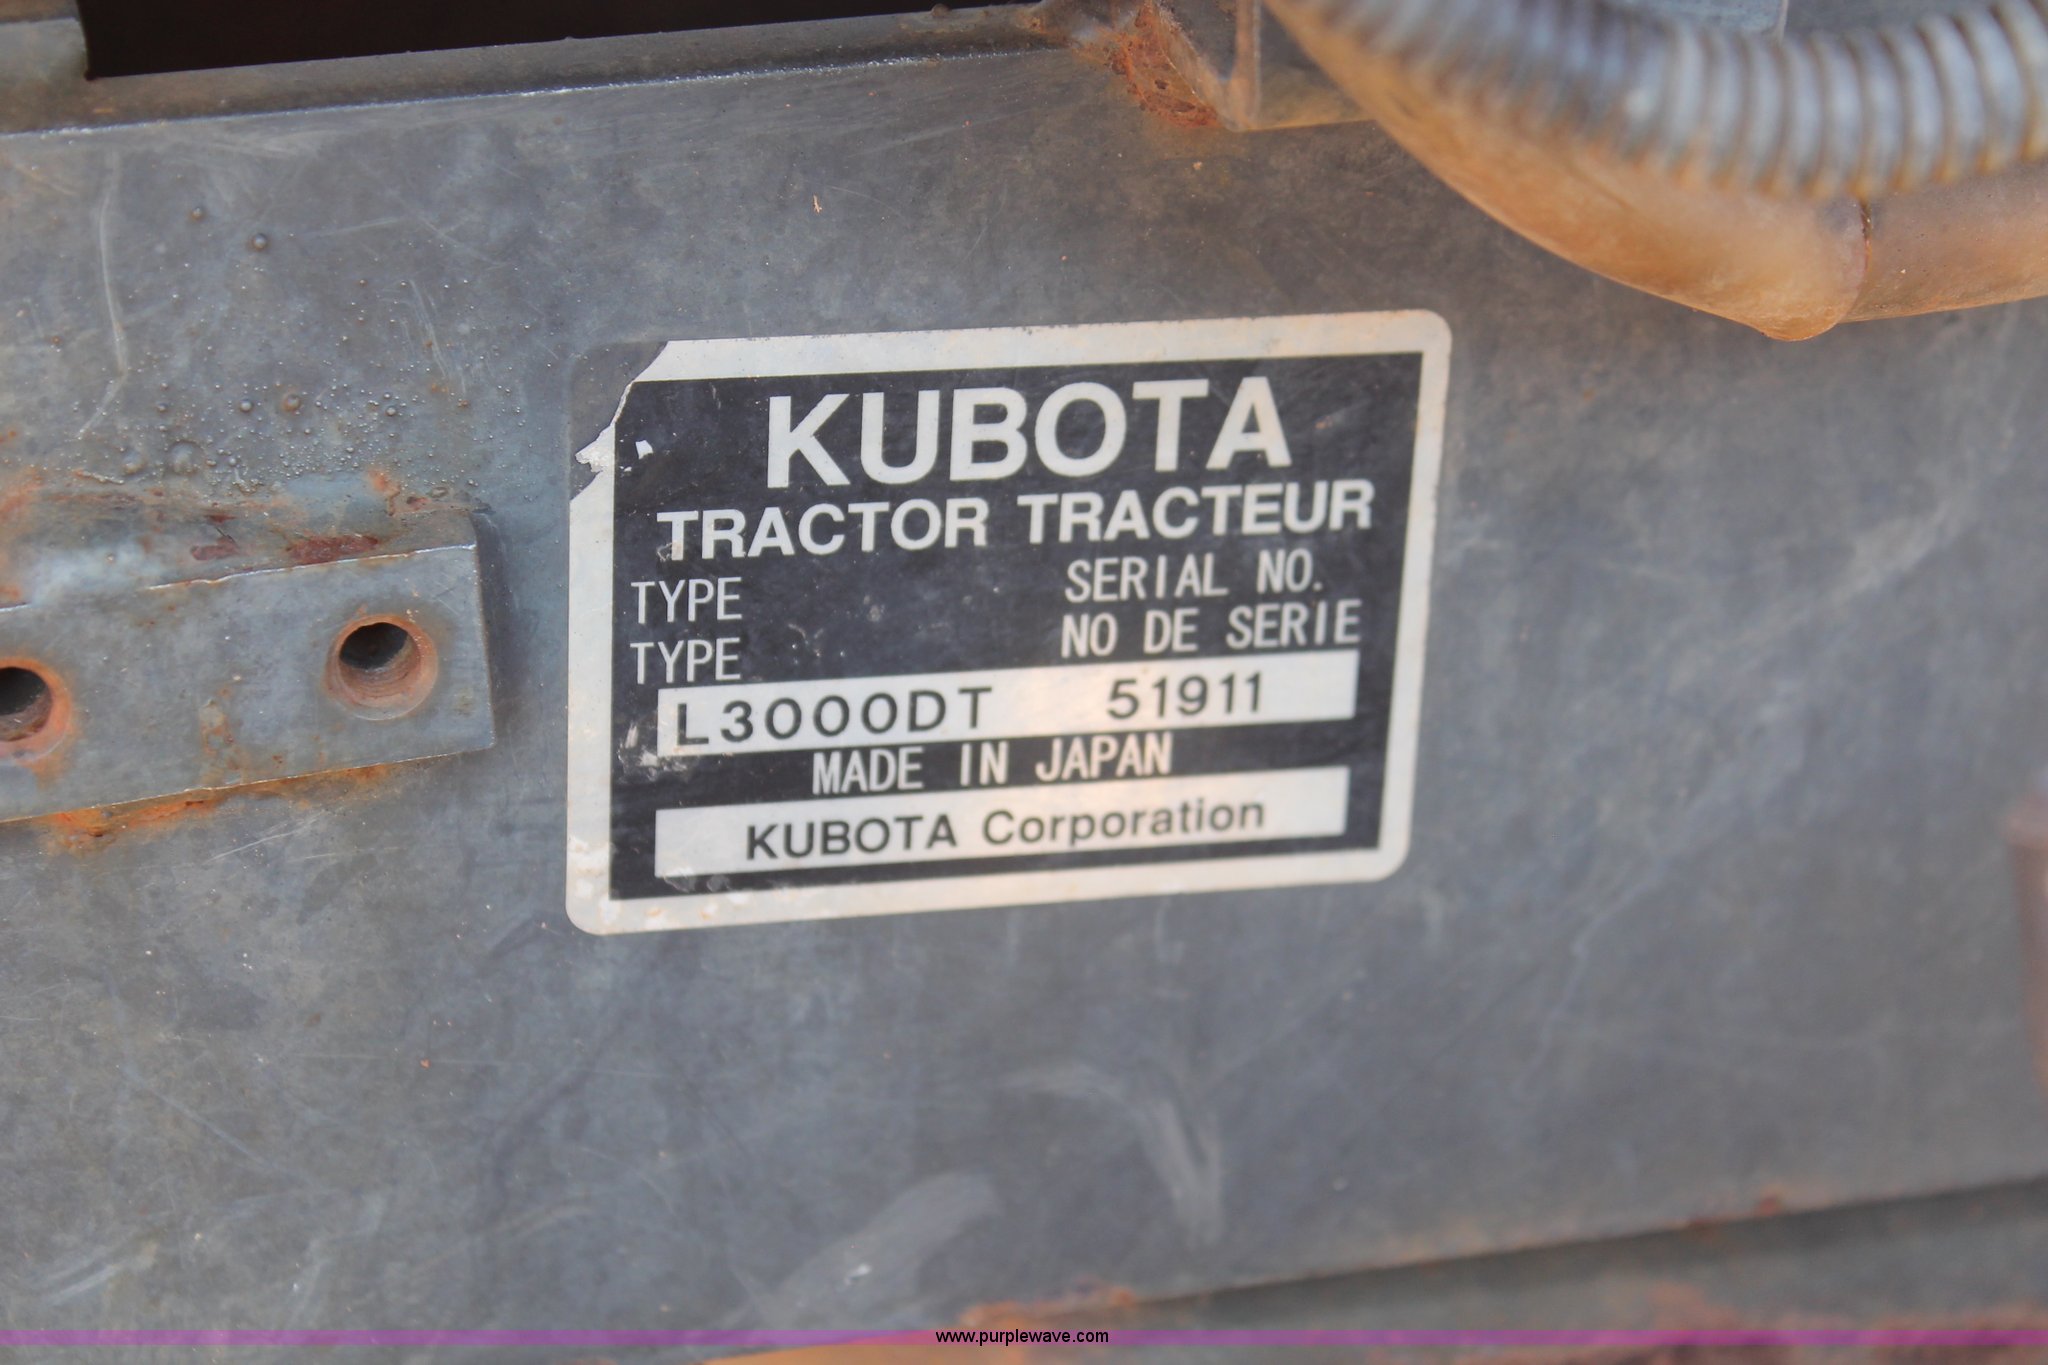 KUBOTA
TRACTOR TRACTEUR
TYPE SERIAL NO.
TYPE NO DE SERIE
L3000DT 51911
MADE IN JAPAN
KUBOTA Corporation
www.purplewave.com